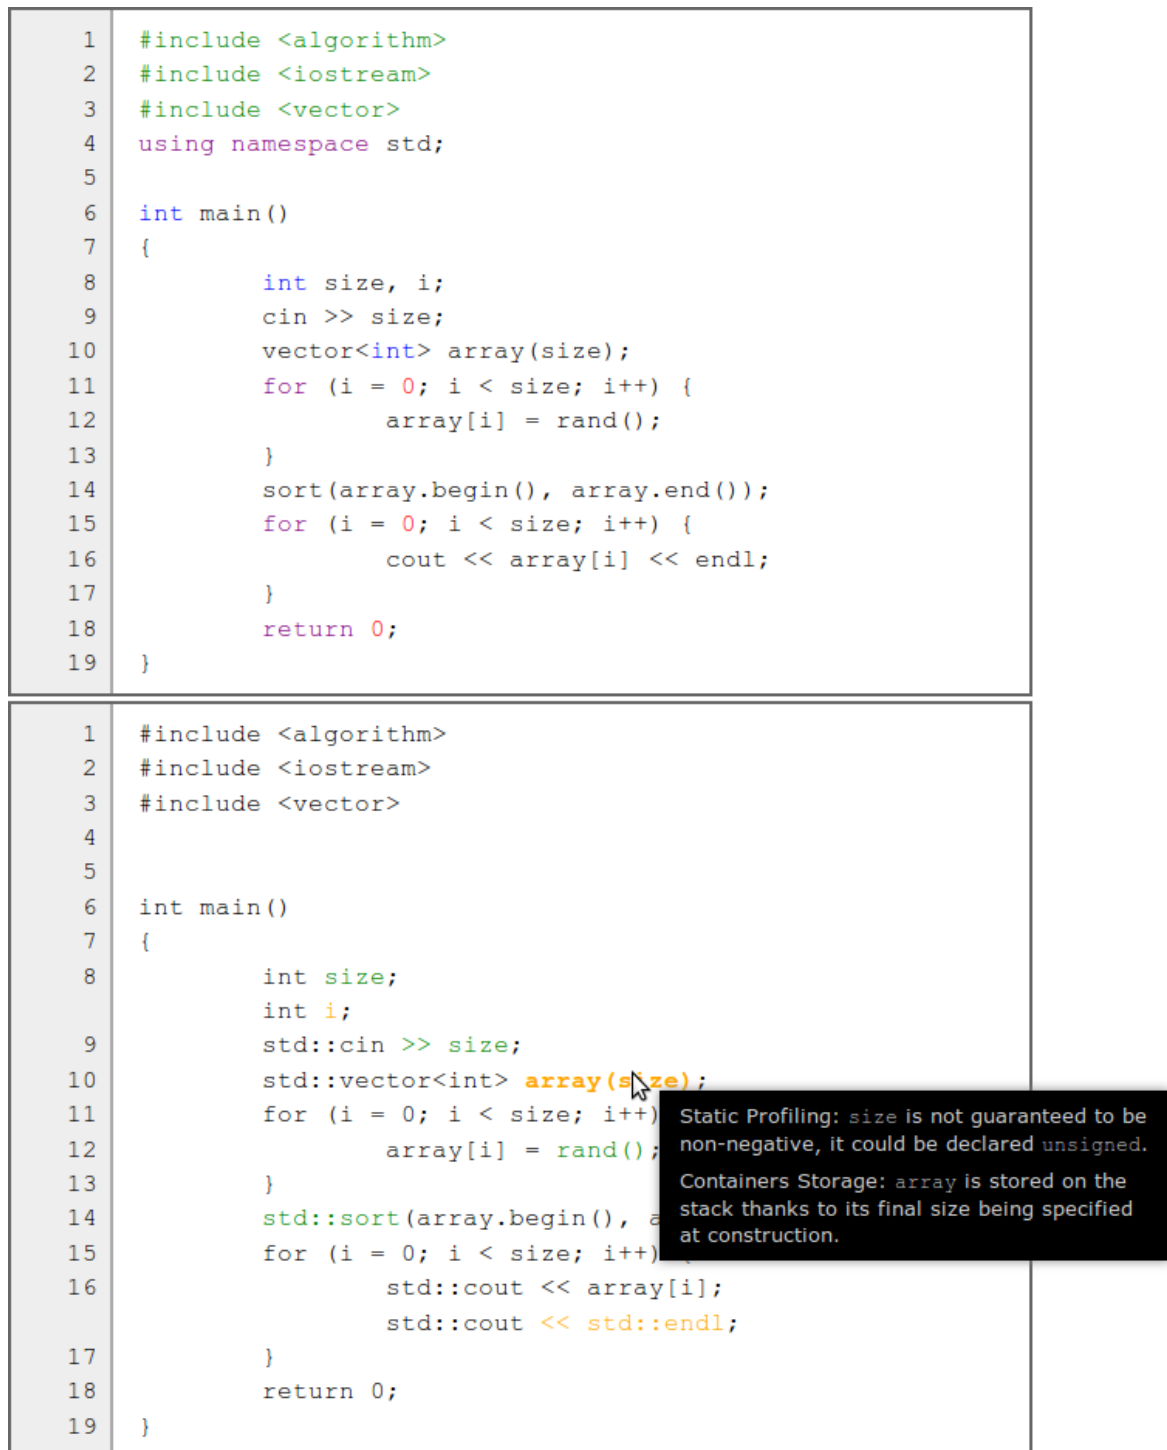 1 #include <algorithm>
2 #include <iostream>
3 #include <vector>
4 using namespace std;
5
6 int main()
7 {
8 int size, i;
9 cin >> size;
10 vector<int> array(size);
11 for (i = 0; i < size; i++) {
12 array[i] = rand();
13 }
14 sort(array.begin(), array.end());
15 for (i = 0; i < size; i++) {
16 cout << array[i] << endl;
17 }
18 return 0;
19 }
1 #include <algorithm>
2 #include <iostream>
3 #include <vector>
4
5
6 int main()
7 {
8 int size;
int i;
9 std::cin >> size;
10 std::vector<int> array(size);
11 for (i = 0; i < size; i++)
12 array[i] = rand();
13 }
14 std::sort(array.begin(), a
15 for (i = 0; i < size; i++)
16 std::cout << array[i];
std::cout << std::endl;
17 }
18 return 0;
19 }
Static Profiling: size is not guaranteed to be
non-negative, it could be declared unsigned.
Containers Storage: array is stored on the
stack thanks to its final size being specified
at construction.